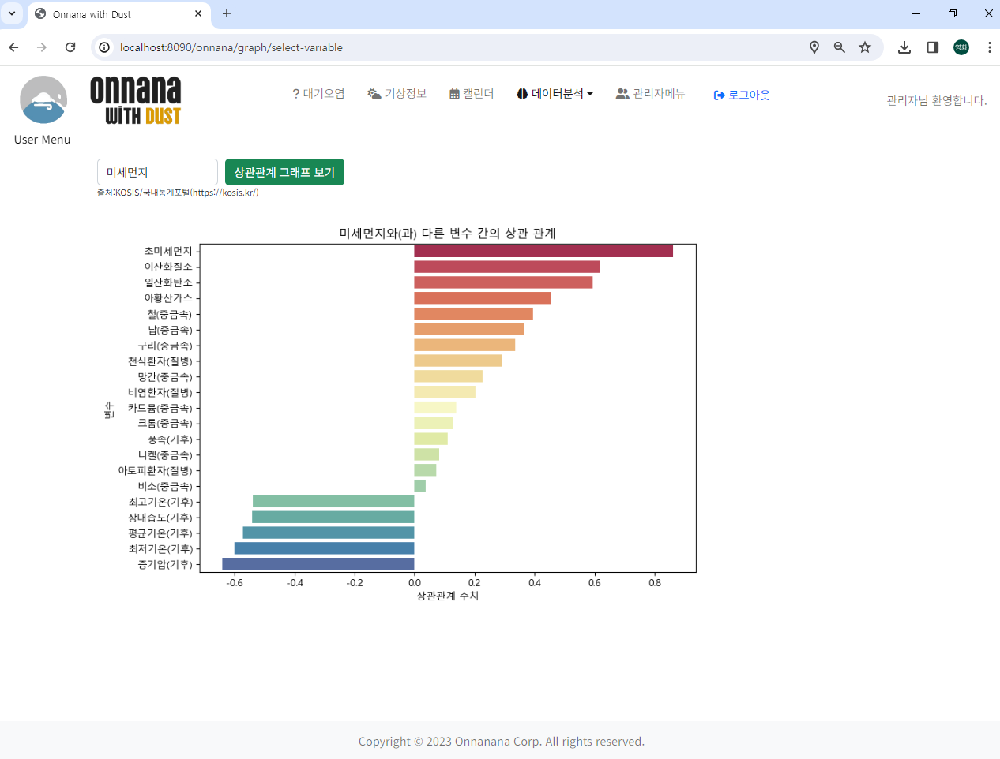 Onnana with Dust
localhost:8090/onnana/graph/select-variable
영화
onnana
WiTH DUST
? 대기오염 기상정보 캘린더 데이터분석 관리자메뉴 로그아웃
관리자님 환영합니다.
User Menu
미세먼지 상관관계 그래프 보기
출처:KOSIS/국내통계포털(https://kosis.kr/)
미세먼지와(과) 다른 변수 간의 상관 관계
변수
초미세먼지
이산화질소
일산화탄소
아황산가스
철(중금속)
납(중금속)
구리(중금속)
천식환자(질병)
망간(중금속)
비염환자(질병)
카드뮴(중금속)
크롬(중금속)
풍속(기후)
니켈(중금속)
아토피환자(질병)
비소(중금속)
최고기온(기후)
상대습도(기후)
평균기온(기후)
최저기온(기후)
증기압(기후)
-0.6 -0.4 -0.2 0.0 0.2 0.4 0.6 0.8
상관관계 수치
Copyright © 2023 Onnanana Corp. All rights reserved.